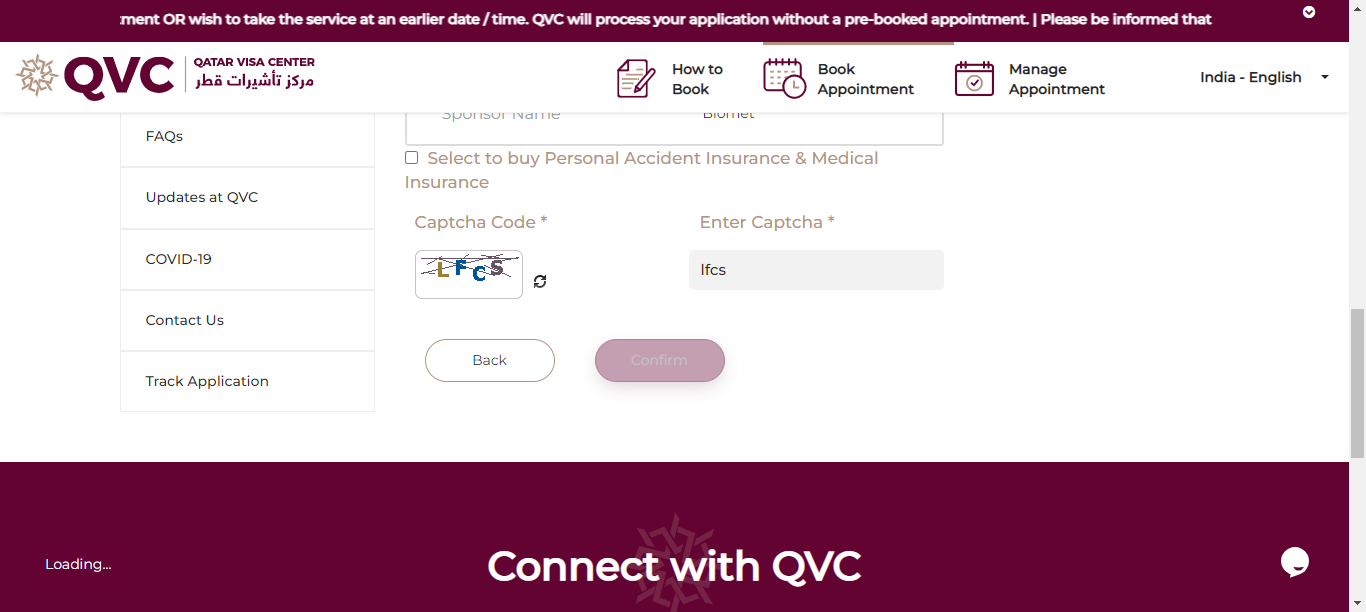 ment OR wish to take the service at an earlier date / time. QVC will process your application without a pre-booked appointment. | Please be informed that
QVC
QATAR VISA CENTER
مركز تأشيرات قطر
How to
Book
Book
Appointment
Manage
Appointment
India - English
FAQs
Updates at QVC
COVID-19
Contact Us
Track Application
Sponsor Name
Biomet
Select to buy Personal Accident Insurance & Medical
Insurance
Captcha Code *
Enter Captcha *
LFCS
lfcs
Back
Confirm
Loading...
Connect with QVC